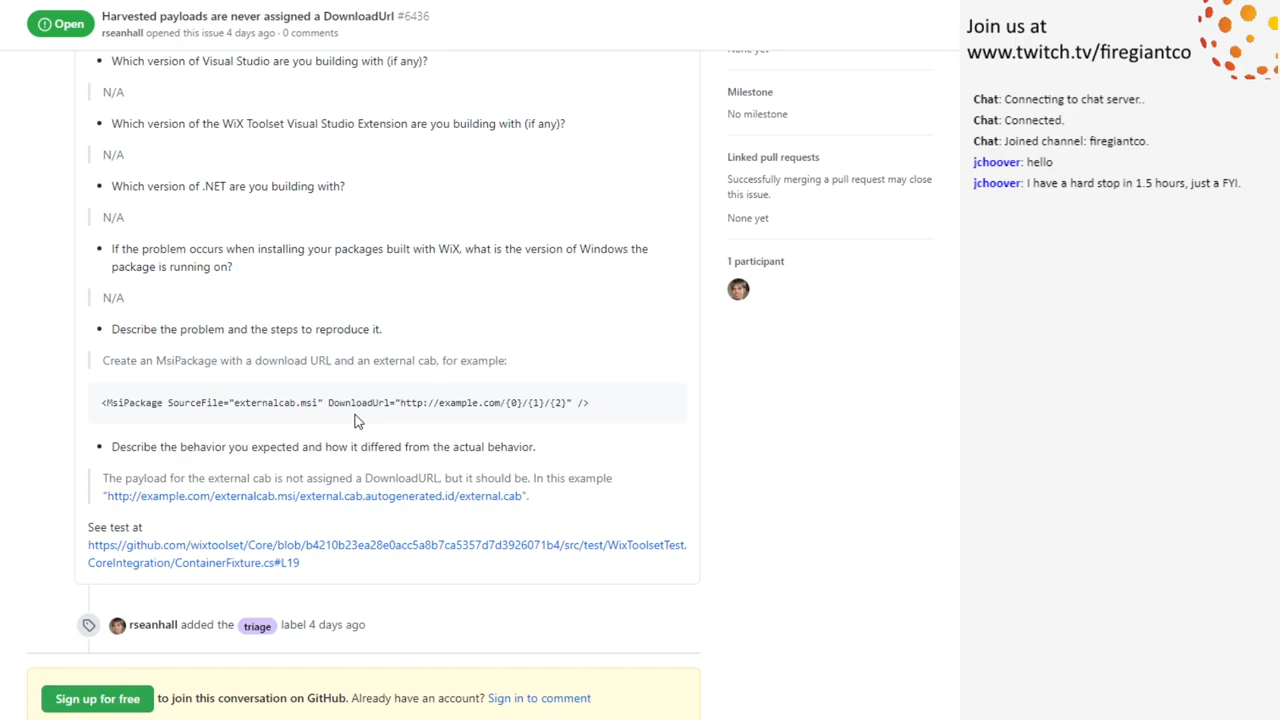 Open
Harvested payloads are never assigned a DownloadUrl #6436
rseanhall opened this issue 4 days ago · 0 comments
• Which version of Visual Studio are you building with (if any)?
N/A
• Which version of the WiX Toolset Visual Studio Extension are you building with (if any)?
N/A
• Which version of .NET are you building with?
N/A
• If the problem occurs when installing your packages built with WiX, what is the version of Windows the
package is running on?
N/A
• Describe the problem and the steps to reproduce it.
Create an MsiPackage with a download URL and an external cab, for example:
<MsiPackage SourceFile="externalcab.msi" DownloadUrl="http://example.com/{0}/{1}/{2}" />
• Describe the behavior you expected and how it differed from the actual behavior.
The payload for the external cab is not assigned a DownloadURL, but it should be. In this example
"http://example.com/externalcab.msi/external.cab.autogenerated.id/external.cab".
See test at
https://github.com/wixtoolset/Core/blob/b4210b23ea28e0acc5a8b7ca5357d7d3926071b4/src/test/WixToolsetTest.
CoreIntegration/ContainerFixture.cs#L19
rseanhall added the triage label 4 days ago
Sign up for free to join this conversation on GitHub. Already have an account? Sign in to comment
None yet
Milestone
No milestone
Linked pull requests
Successfully merging a pull request may close
this issue.
None yet
1 participant
Join us at
www.twitch.tv/firegiantco
Chat: Connecting to chat server..
Chat: Connected.
Chat: Joined channel: firegiantco.
jchoover: hello
jchoover: I have a hard stop in 1.5 hours, just a FYI.